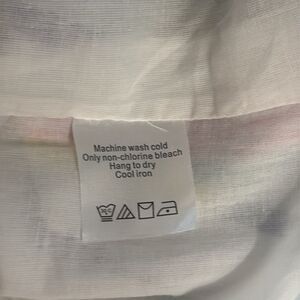 Machine wash cold
Only non-chlorine bleach
Hang to dry
Cool iron